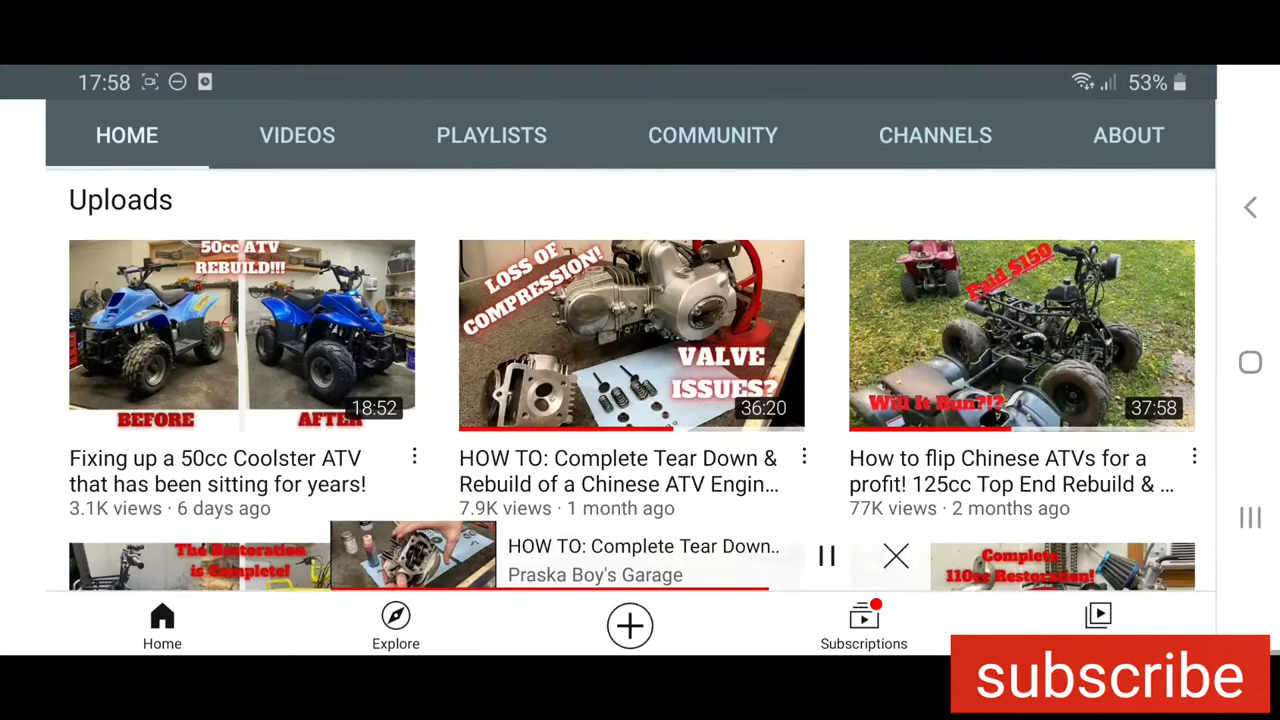 17:58
53%
HOME VIDEOS PLAYLISTS COMMUNITY CHANNELS ABOUT
Uploads
50cc ATV
REBUILD!!!
BEFORE
AFTER
18:52
LOSS OF
COMPRESSION!
VALVE
ISSUES?
36:20
Paid $150
Will It Run?!?
37:58
Fixing up a 50cc Coolster ATV
that has been sitting for years!
3.1K views · 6 days ago
HOW TO: Complete Tear Down &
Rebuild of a Chinese ATV Engin...
7.9K views · 1 month ago
How to flip Chinese ATVs for a
profit! 125cc Top End Rebuild & ...
77K views · 2 months ago
The Restoration
is Complete!
HOW TO: Complete Tear Down..
Praska Boy's Garage
Complete
110cc Restoration!
Home
Explore
Subscriptions
subscribe